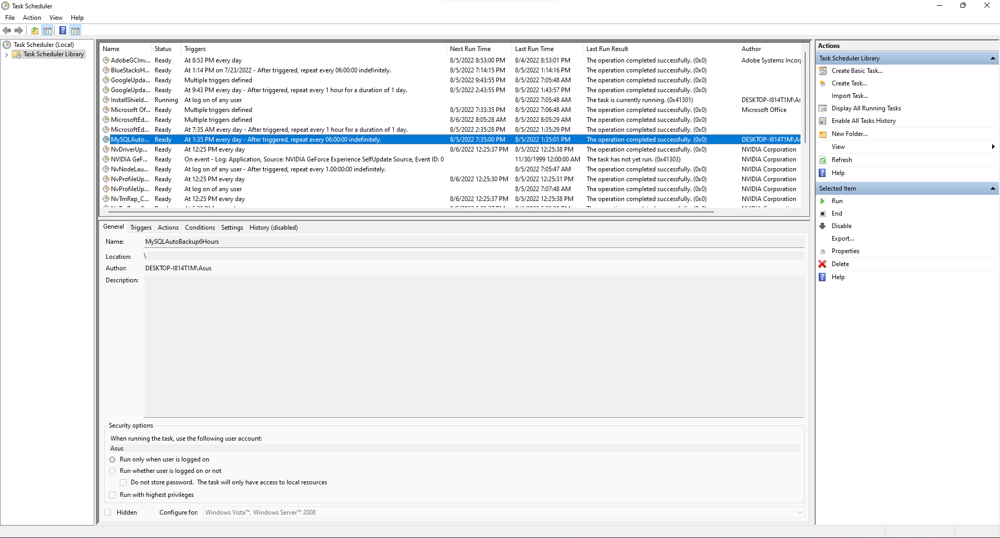 Task Scheduler
File Action View Help
Task Scheduler (Local)
Task Scheduler Library
Name Status Triggers Next Run Time Last Run Time Last Run Result Author
AdobeGCInv... Ready At 8:53 PM every day 8/5/2022 8:53:00 PM 8/4/2022 8:53:01 PM The operation completed successfully. (0x0) Adobe Systems Incor
BlueStacksH... Ready At 1:14 PM on 7/23/2022 - After triggered, repeat every 06:00:00 indefinitely. 8/5/2022 7:14:15 PM 8/5/2022 1:14:16 PM The operation completed successfully. (0x0)
GoogleUpda... Ready Multiple triggers defined 8/5/2022 9:43:55 PM 8/5/2022 7:05:48 AM The operation completed successfully. (0x0)
GoogleUpda... Ready At 9:43 PM every day - After triggered, repeat every 1 hour for a duration of 1 day. 8/5/2022 2:43:55 PM 8/5/2022 1:43:57 PM The operation completed successfully. (0x0)
InstallShield... Running At log on of any user 8/5/2022 7:05:48 AM The task is currently running. (0x41301) DESKTOP-I814T1M\As
Microsoft Of... Ready Multiple triggers defined 8/5/2022 7:33:35 PM 8/5/2022 7:06:48 AM The operation completed successfully. (0x0) Microsoft Office
MicrosoftEd... Ready Multiple triggers defined 8/6/2022 8:05:28 AM 8/5/2022 8:05:29 AM The operation completed successfully. (0x0)
MicrosoftEd... Ready At 7:35 AM every day - After triggered, repeat every 1 hour for a duration of 1 day. 8/5/2022 2:35:28 PM 8/5/2022 1:35:29 PM The operation completed successfully. (0x0)
MySQLAuto... Ready At 1:35 PM every day - After triggered, repeat every 06:00:00 indefinitely. 8/5/2022 7:35:00 PM 8/5/2022 1:35:01 PM The operation completed successfully. (0x0) DESKTOP-I814T1M\As
NvDriverUp... Ready At 12:25 PM every day 8/6/2022 12:25:37 PM 8/5/2022 12:25:38 PM The operation completed successfully. (0x0) NVIDIA Corporation
NVIDIA GeF... Ready On event - Log: Application, Source: NVIDIA GeForce Experience SelfUpdate Source, Event ID: 0 11/30/1999 12:00:00 AM The task has not yet run. (0x41303) NVIDIA Corporation
NvNodeLau... Ready At log on of any user - After triggered, repeat every 1.00:00:00 indefinitely. 8/5/2022 7:05:47 AM The operation completed successfully. (0x0) NVIDIA Corporation
NvProfileUp... Ready At 12:25 PM every day 8/6/2022 12:25:30 PM 8/5/2022 12:25:31 PM The operation completed successfully. (0x0) NVIDIA Corporation
NvProfileUp... Ready At log on of any user 8/5/2022 7:07:48 AM The operation completed successfully. (0x0) NVIDIA Corporation
NvTmRep_C... Ready At 12:25 PM every day 8/6/2022 12:25:37 PM 8/5/2022 12:25:38 PM The operation completed successfully. (0x0) NVIDIA Corporation
General Triggers Actions Conditions Settings History (disabled)
Name: MySQLAutoBackup6Hours
Location: \
Author: DESKTOP-I814T1M\Asus
Description:
Security options
When running the task, use the following user account:
Asus
Run only when user is logged on
Run whether user is logged on or not
Do not store password. The task will only have access to local resources
Run with highest privileges
Hidden Configure for: Windows Vista™, Windows Server™ 2008
Actions
Task Scheduler Library
Create Basic Task...
Create Task...
Import Task...
Display All Running Tasks
Enable All Tasks History
New Folder...
View
Refresh
Help
Selected Item
Run
End
Disable
Export...
Properties
Delete
Help